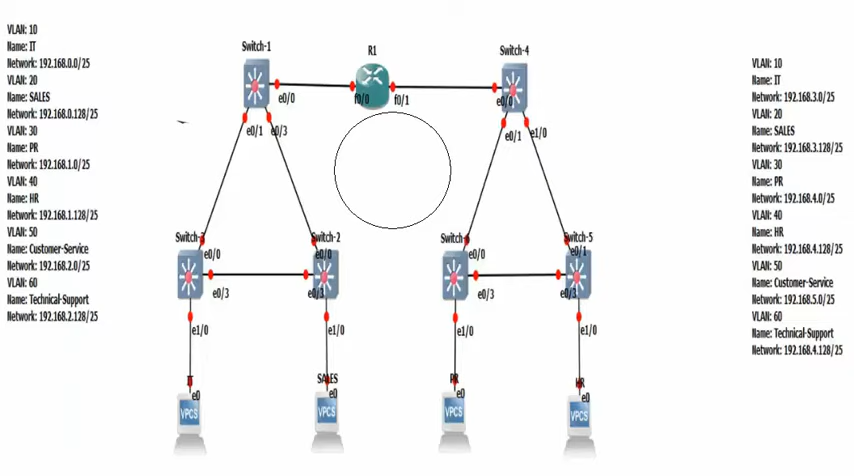 VLAN: 10
Name: IT
Network: 192.168.0.0/25
VLAN: 20
Name: SALES
Network: 192.168.0.128/25
VLAN: 30
Name: PR
Network: 192.168.1.0/25
VLAN: 40
Name: HR
Network: 192.168.1.128/25
VLAN: 50
Name: Customer-Service
Network: 192.168.2.0/25
VLAN: 60
Name: Technical-Support
Network: 192.168.2.128/25
Switch-1
R1
Switch-4
e0/0
f0/0
f0/1
e0/0
e0/1
e0/3
e0/1
e1/0
Switch-2
Switch-5
e0/0
e0/0
e0/0
e0/1
e0/3
e0/3
e0/3
e0/3
e1/0
e1/0
e1/0
e1/0
IT
SALES
PR
HR
e0
e0
e0
e0
VPCS
VPCS
VPCS
VPCS
VLAN: 10
Name: IT
Network: 192.168.3.0/25
VLAN: 20
Name: SALES
Network: 192.168.3.128/25
VLAN: 30
Name: PR
Network: 192.168.4.0/25
VLAN: 40
Name: HR
Network: 192.168.4.128/25
VLAN: 50
Name: Customer-Service
Network: 192.168.5.0/25
VLAN: 60
Name: Technical-Support
Network: 192.168.4.128/25